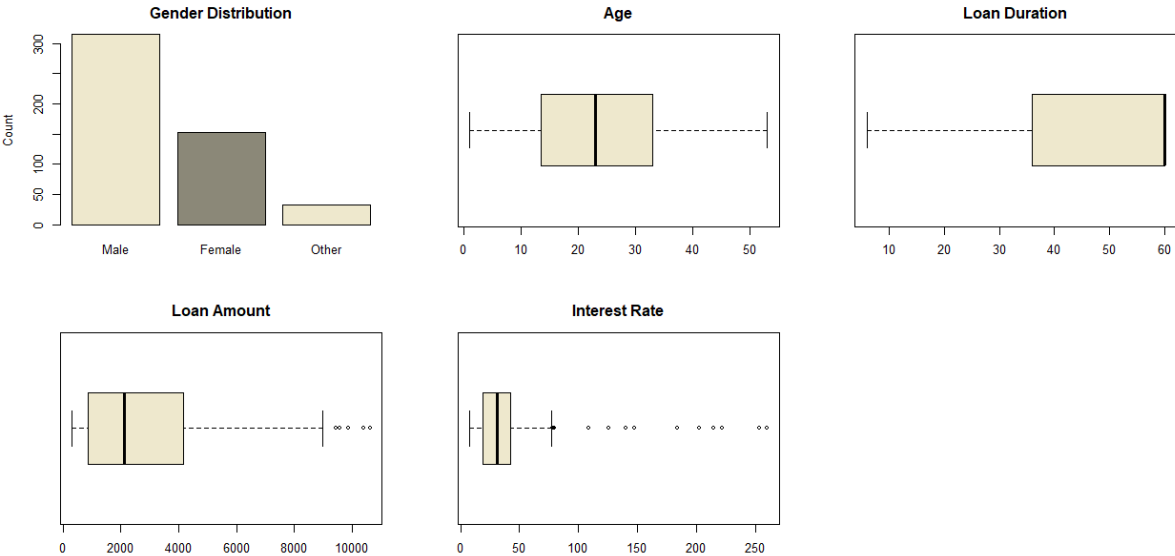 Gender Distribution
Count
0 50 100 200 300
Male Female Other
Age
0 10 20 30 40 50
Loan Duration
10 20 30 40 50 60
Loan Amount
0 2000 4000 6000 8000 10000
Interest Rate
0 50 100 150 200 250